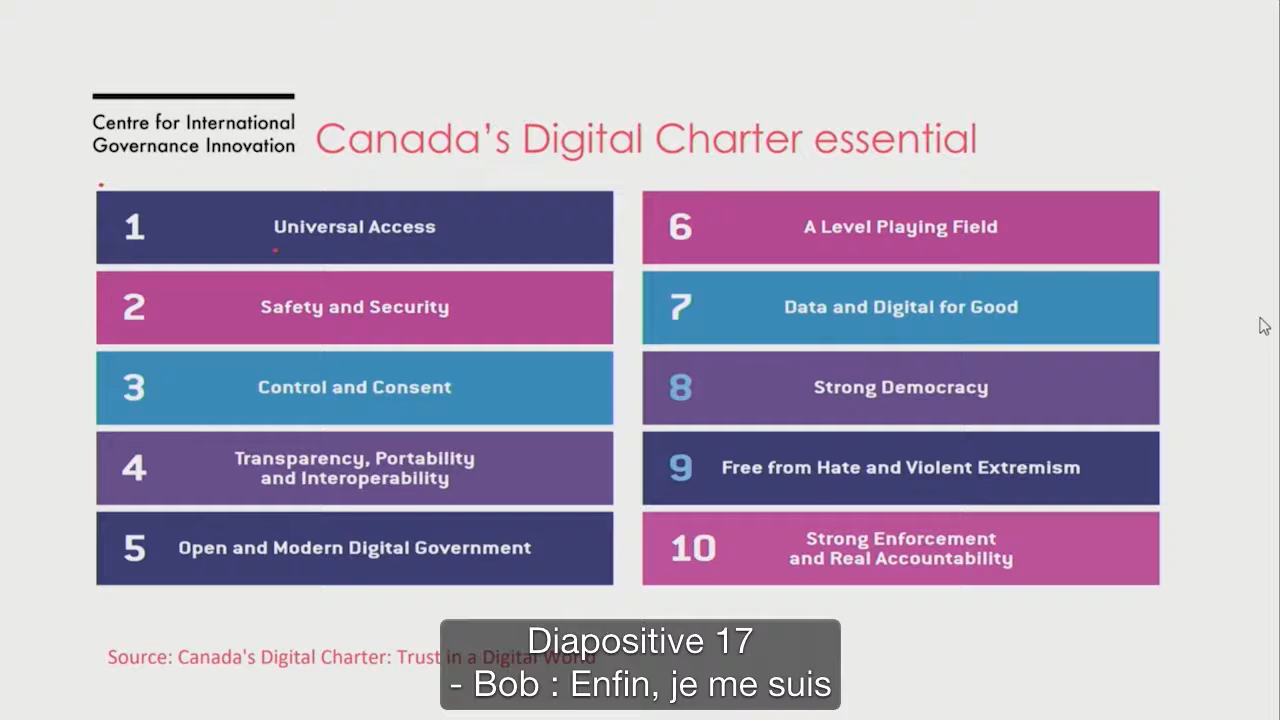 Centre for International
Governance Innovation
Canada's Digital Charter essential
1
Universal Access
2
Safety and Security
3
Control and Consent
4
Transparency, Portability
and Interoperability
5
Open and Modern Digital Government
6
A Level Playing Field
7
Data and Digital for Good
8
Strong Democracy
9
Free from Hate and Violent Extremism
10
Strong Enforcement
and Real Accountability
Source: Canada's Digital Charter: Trust in a Digital World
Diapositive 17
- Bob : Enfin, je me suis